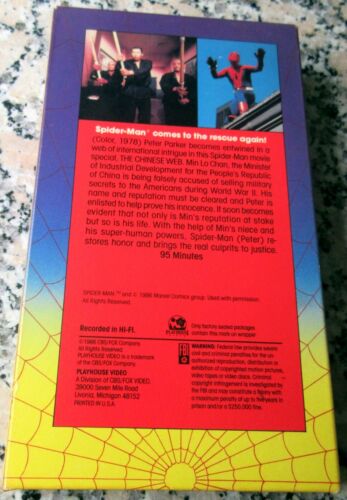 Spider-Man* comes to the rescue again!
(Color, 1978) Peter Parker becomes entwined in a
web of international intrigue in this Spider-Man movie
special, THE CHINESE WEB. Min Lo Chan, the Minister
of Industrial Development for the People's Republic
of China is being falsely accused of selling military
secrets to the Americans during World War II. His
name and reputation must be cleared and Peter is
enlisted to help prove his innocence. It soon becomes
evident that not only is Min's reputation at stake
but so is his life. With the help of Min's niece and
his super-human powers, Spider-Man (Peter) re-
stores honor and brings the real culprits to justice.
95 Minutes
SPIDER-MAN™ and © 1986 Marvel Comics group. Used with permission.
All Rights Reserved.
Recorded in HI-FI.
©1986 CBS/FOX Company.
All Rights Reserved.
PLAYHOUSE VIDEO is a trademark
of the CBS/FOX Company.
PLAYHOUSE VIDEO
A Division of CBS/FOX VIDEO.
39000 Seven Mile Road
Livonia, Michigan 48152
PRINTED IN U.S.A.
PLAYHOUSE
Only factory sealed packages
contain this mark on wrapper
FBI
WARNING: Federal law provides severe
civil and criminal penalties for the un-
authorized reproduction, distribution or
exhibition of copyrighted motion pictures,
video tapes or video discs. Criminal
copyright infringement is investigated by
the FBI and may constitute a felony with
a maximum penalty of up to five years in
prison and/or a $250,000 fine.